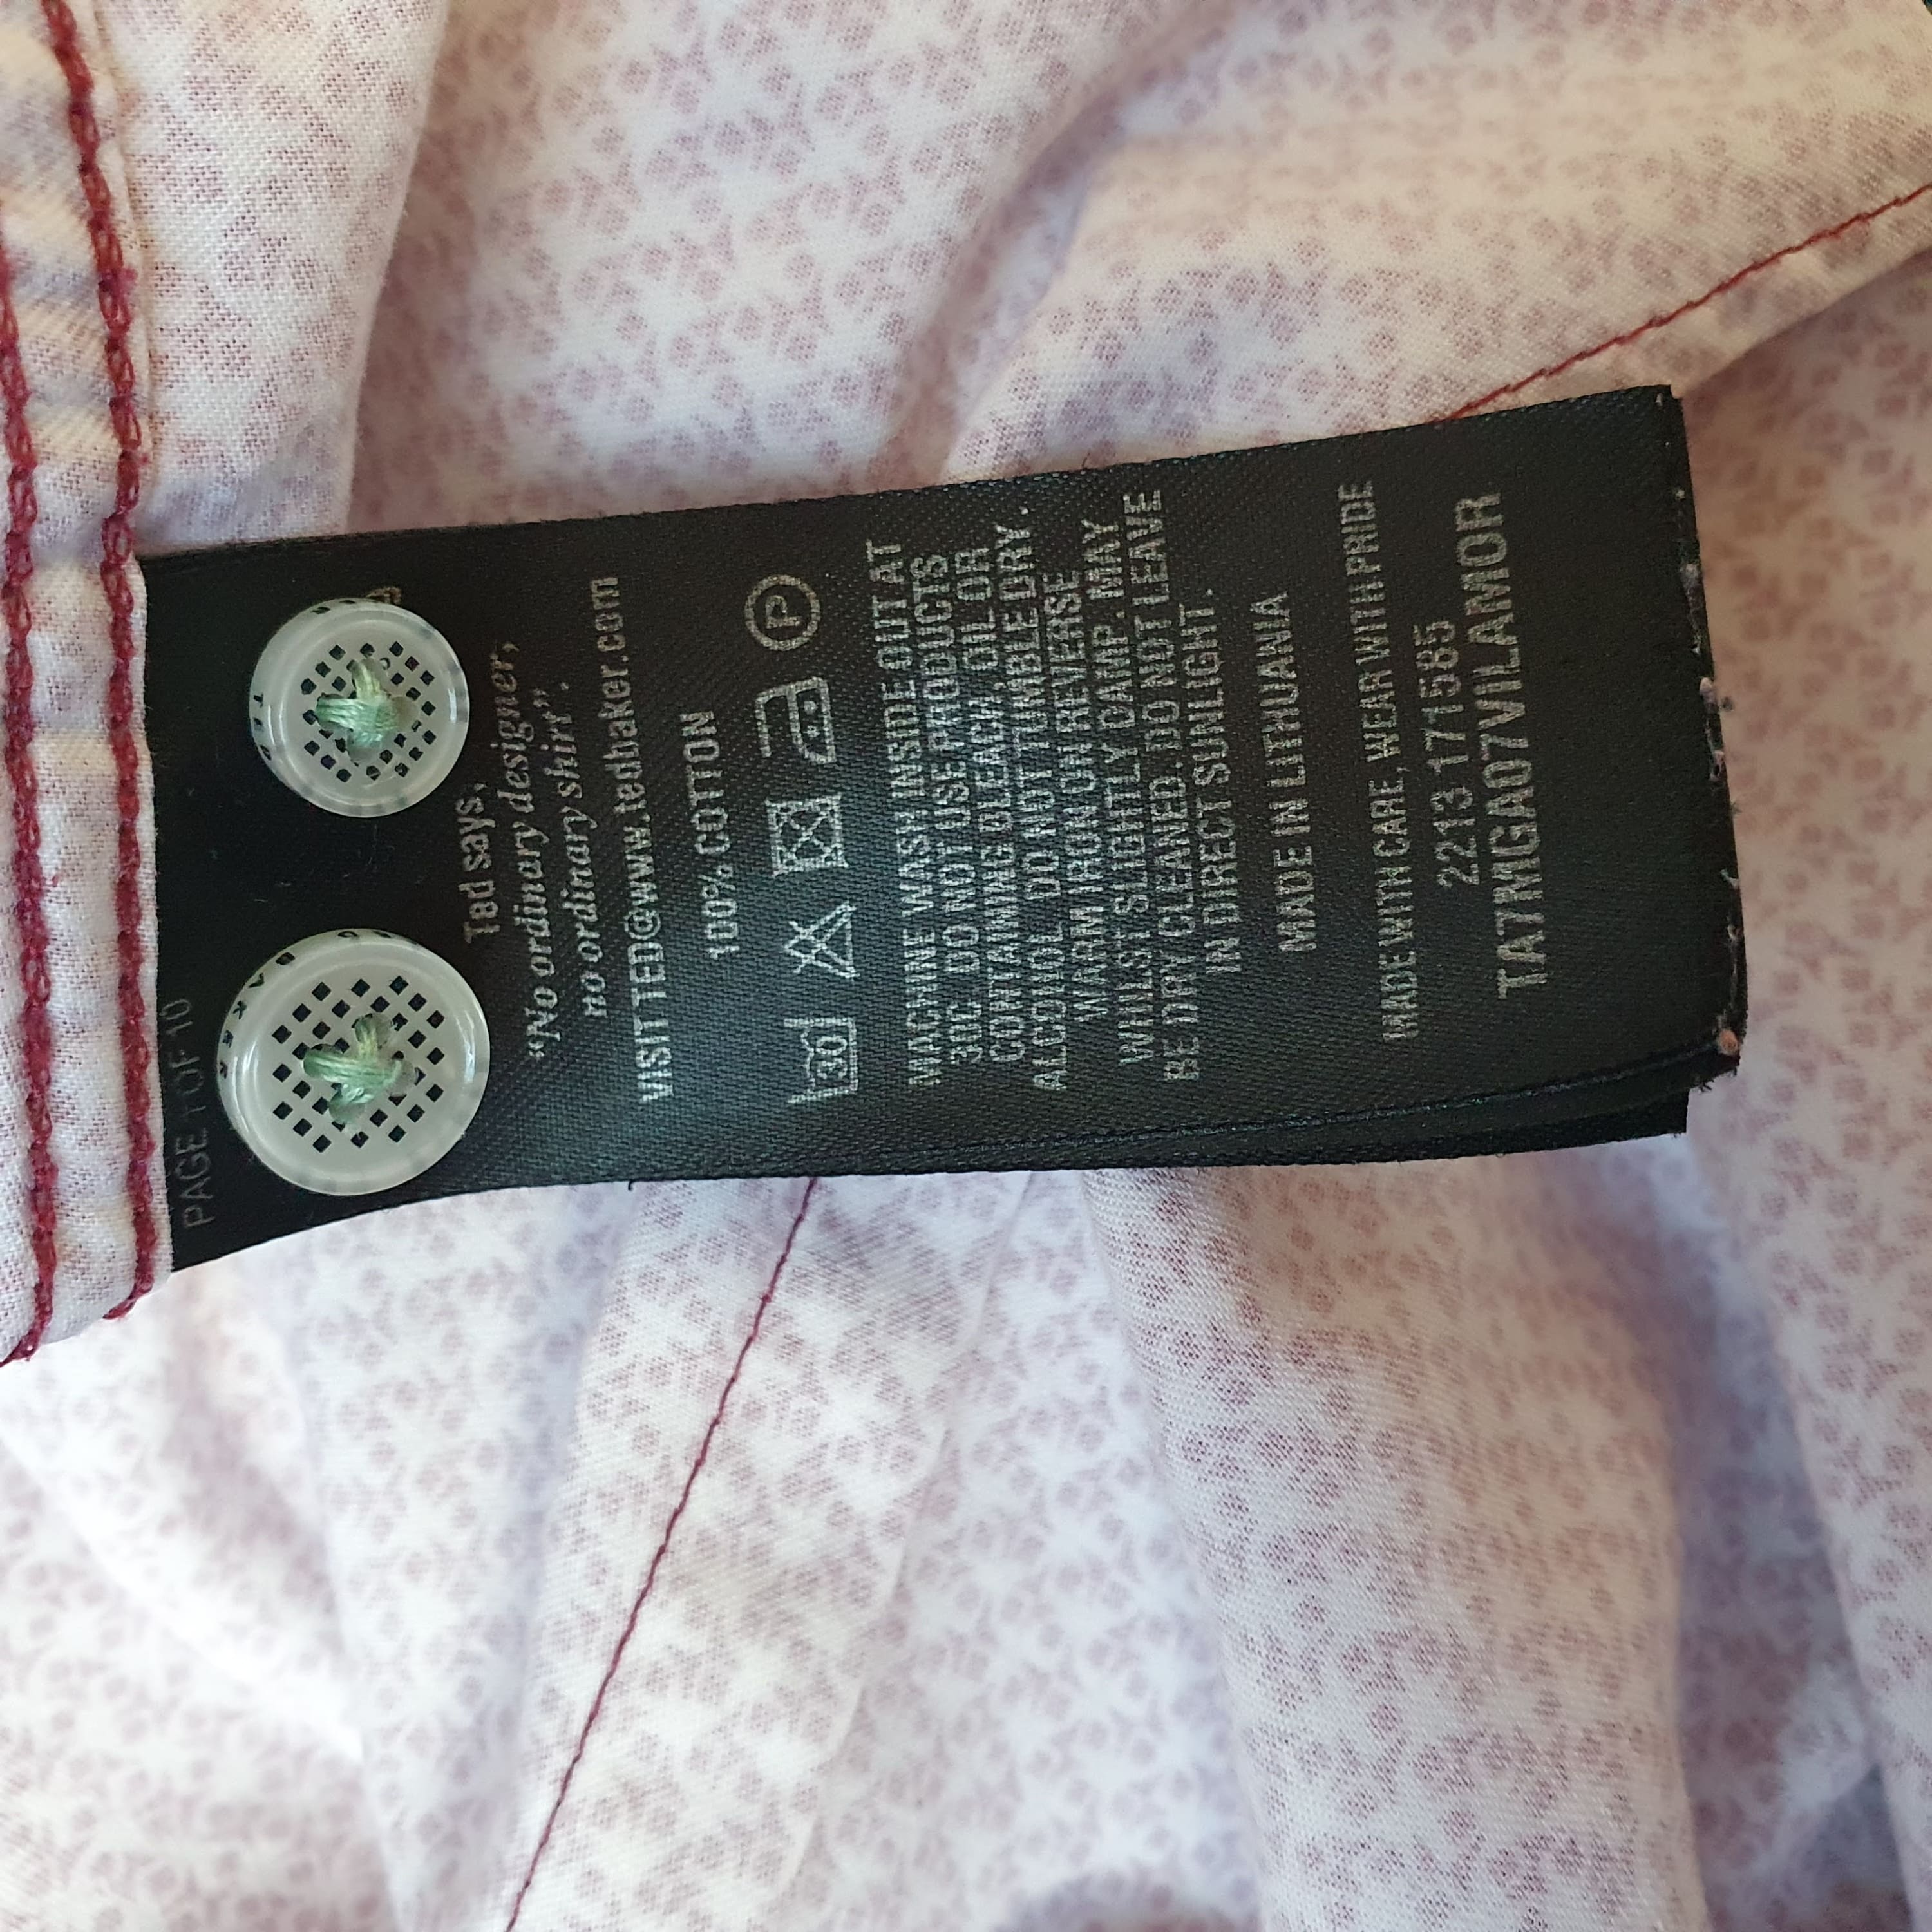 PAGE 1 OF 10
TED
BAKER
Ted says,
“No ordinary designer,
no ordinary shirt”.
VISIT TED@www.tedbaker.com
100% COTTON
30
P
MACHINE WASH INSIDE OUT AT
30C DO NOT USE PRODUCTS
CONTAINING BLEACH, OIL OR
ALCOHOL DO NOT TUMBLE DRY.
WARM IRON ON REVERSE
WHILST SLIGHTLY DAMP. MAY
BE DRY CLEANED. DO NOT LEAVE
IN DIRECT SUNLIGHT.
MADE IN LITHUANIA
MADE WITH CARE, WEAR WITH PRIDE
2213 171585
TA7MGA07VILAMOR